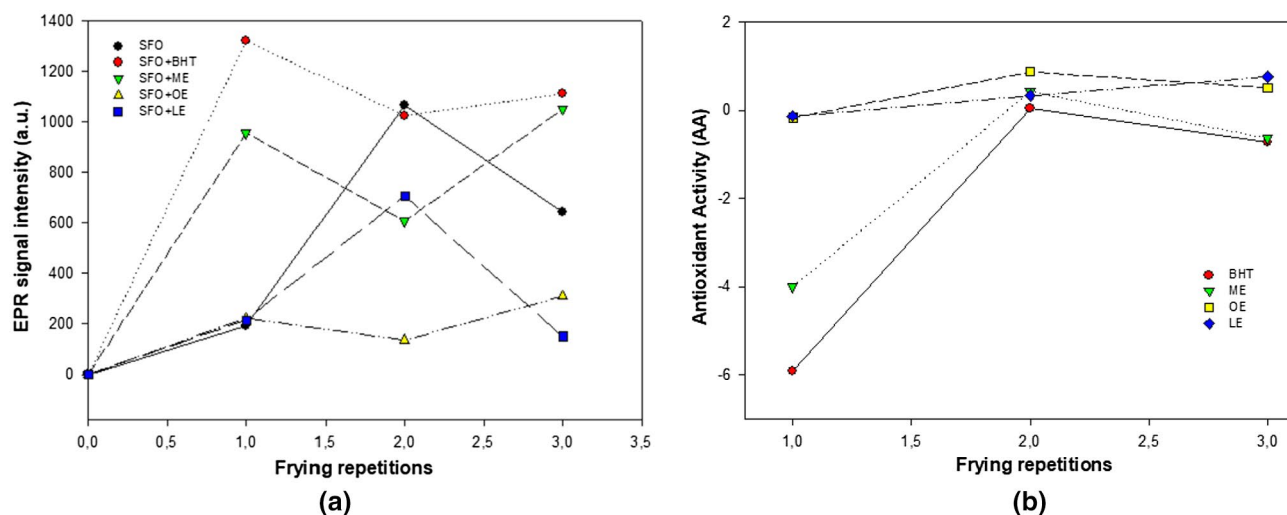 1400
1200
1000
800
600
400
200
0
EPR signal intensity (a.u.)
SFO
SFO+BHT
SFO+ME
SFO+OE
SFO+LE
0,0 0,5 1,0 1,5 2,0 2,5 3,0 3,5
Frying repetitions
(a)
2
0
-2
-4
-6
Antioxidant Activity (AA)
BHT
ME
OE
LE
1,0 1,5 2,0 2,5 3,0
Frying repetitions
(b)